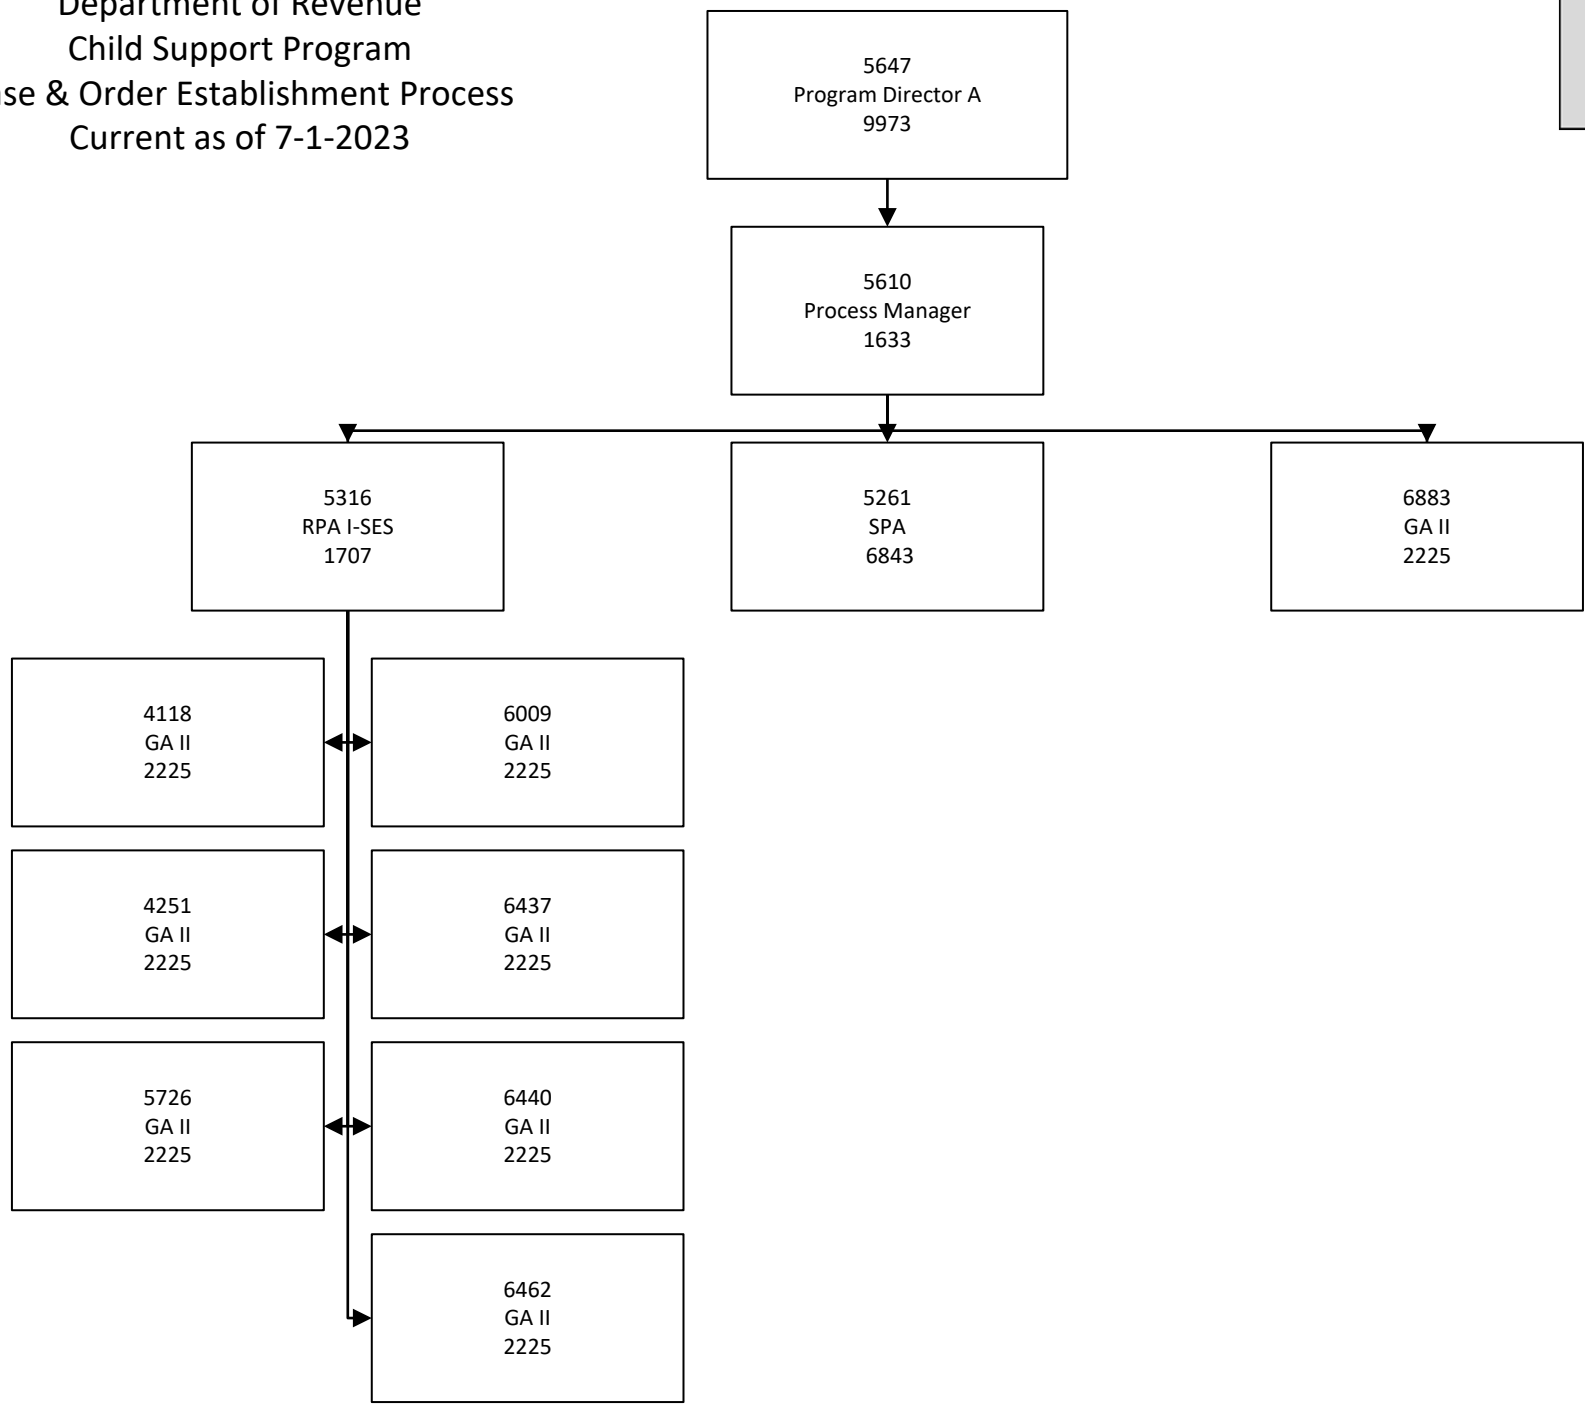 Department of Revenue
Child Support Program
& Order Establishment Process
Current as of 7-1-2023
5647
Program Director A
9973
5610
Process Manager
1633
5316
RPA I-SES
1707
5261
SPA
6843
6883
GA II
2225
4118
GA II
2225
6009
GA II
2225
4251
GA II
2225
6437
GA II
2225
5726
GA II
2225
6440
GA II
2225
6462
GA II
2225